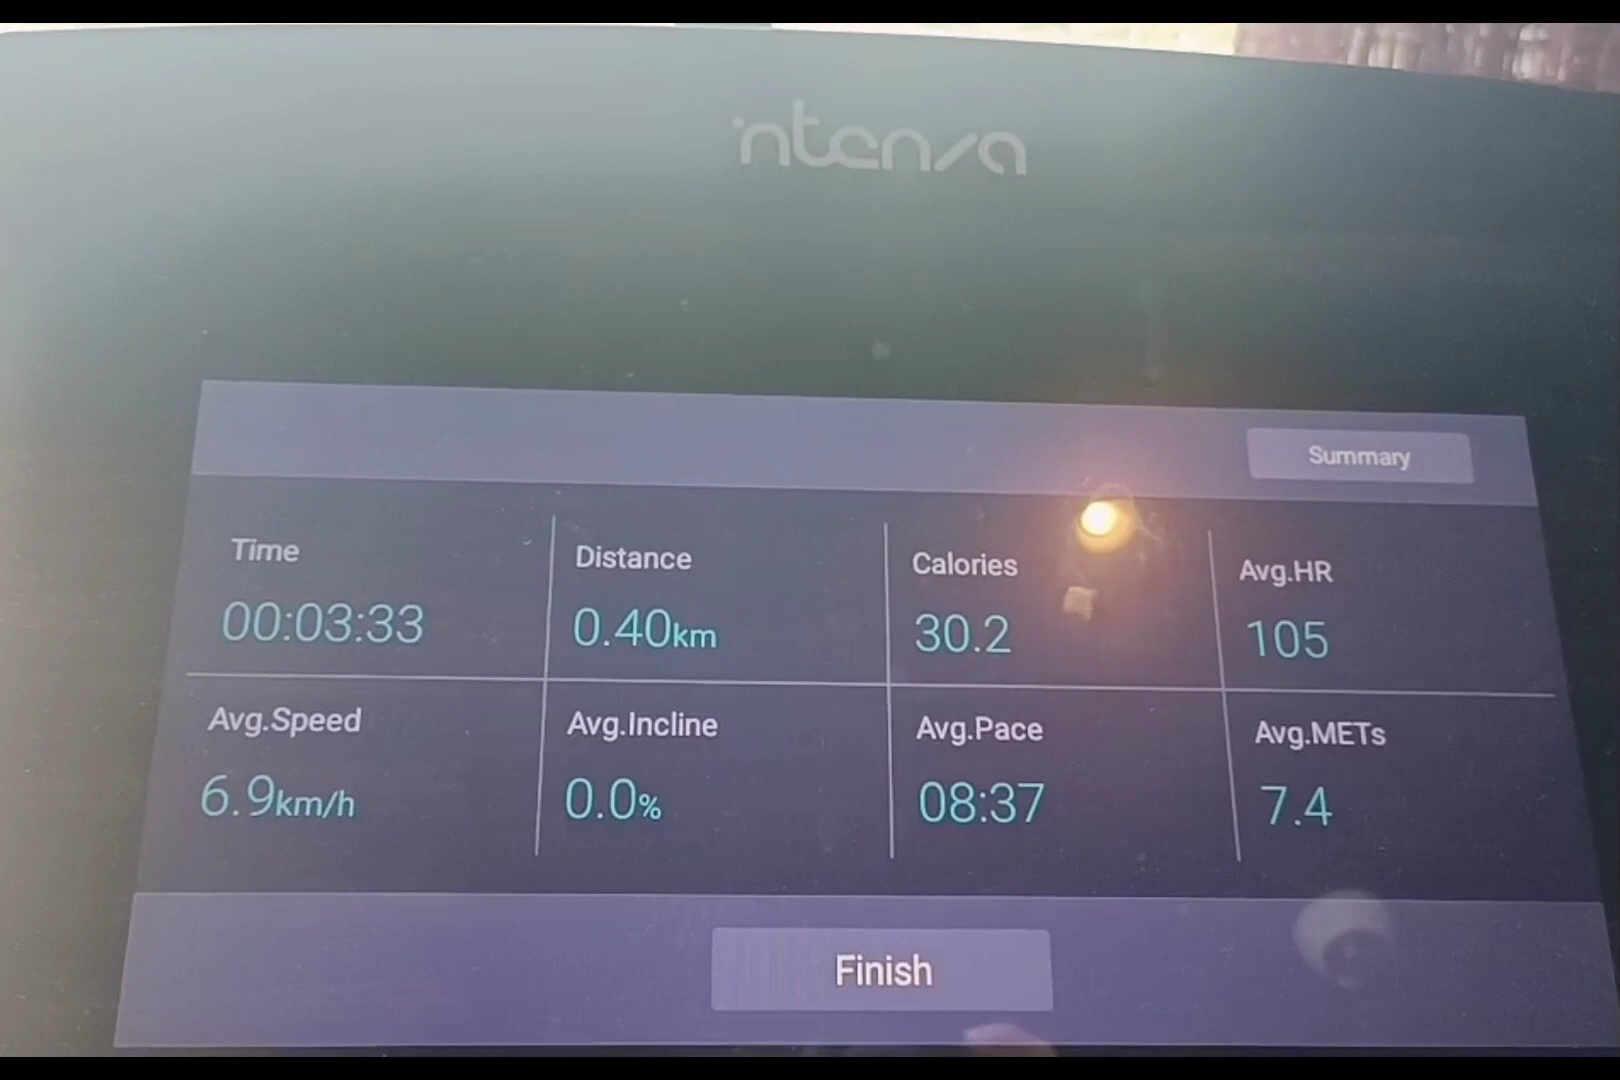 intensa
Summary
Time
Distance
Calories
Avg.HR
00:03:33
0.40km
30.2
105
Avg.Speed
Avg.Incline
Avg.Pace
Avg.METs
6.9km/h
0.0%
08:37
7.4
Finish